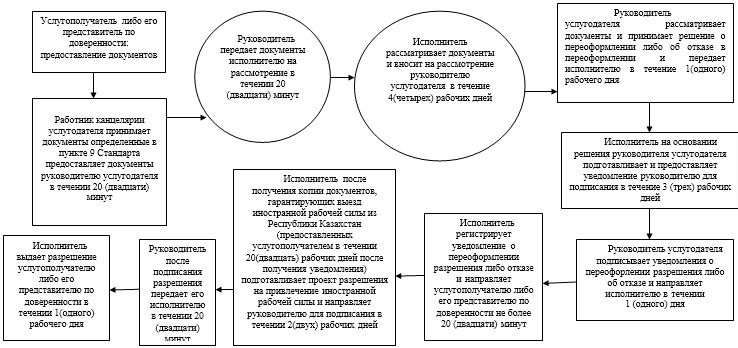 Услугополучатель либо его
представитель по
доверенности:
предоставление документов
Работник канцелярии
услугодателя принимает
документы определенные в
пункте 9 Стандарта
предоставляет документы
руководителю услугодателя
в течении 20 (двадцати)
минут
Руководитель
передает документы
исполнителю на
рассмотрение в
течении 20
(двадцати) минут
Исполнитель
рассматривает документы
и вносит на рассмотрение
руководителю
услугодателя в течение
4(четырех) рабочих дней
Руководитель
услугодателя рассматривает
документы и принимает решение о
переоформлении либо об отказе в
переоформлении и передает
исполнителю в течение 1(одного)
рабочего дня
Исполнитель на основании
решения руководителя услугодателя
подготавливает и предоставляет
уведомление руководителю для
подписания в течение 3 (трех) рабочих
дней
Руководитель услугодателя
подписывает уведомления о
переофорлении разрешения либо
об отказе и направляет
исполнителю в течении
1 (одного) дня
Исполнитель
регистрирует
уведомление о
переоформлении
разрешения либо отказе
и направляет
услугополучателю либо
его представителю по
доверенности не более
20 (двадцати) минут
Исполнитель после
получения копии документов,
гарантирующих выезд
иностранной рабочей силы из
Республики Казахстан
(предоставленных
услугополучателем в течении
20(двадцать) рабочих дней после
получения уведомления)
подготавливает проект разрешения
на привлечение иностранной
рабочей силы и направляет
руководителю для подписания в
течении 2(двух) рабочих дней
Руководитель
после
подписания
разрешения
передает его
исполнителю
в течении 20
(двадцати)
минут
Исполнитель
выдает разрешение
услугополучателю
либо его
представителю по
доверенности в
течении 1(одного)
рабочего дня